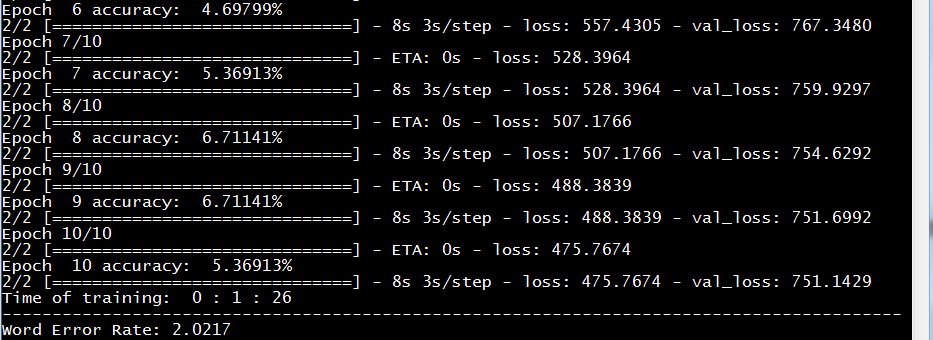 Epoch  6 accuracy:  4.69799%
2/2 [==============================] - 8s 3s/step - loss: 557.4305 - val_loss: 767.3480
Epoch 7/10
2/2 [==============================] - ETA: 0s - loss: 528.3964
Epoch  7 accuracy:  5.36913%
2/2 [==============================] - 8s 3s/step - loss: 528.3964 - val_loss: 759.9297
Epoch 8/10
2/2 [==============================] - ETA: 0s - loss: 507.1766
Epoch  8 accuracy:  6.71141%
2/2 [==============================] - 8s 3s/step - loss: 507.1766 - val_loss: 754.6292
Epoch 9/10
2/2 [==============================] - ETA: 0s - loss: 488.3839
Epoch  9 accuracy:  6.71141%
2/2 [==============================] - 8s 3s/step - loss: 488.3839 - val_loss: 751.6992
Epoch 10/10
2/2 [==============================] - ETA: 0s - loss: 475.7674
Epoch  10 accuracy:  5.36913%
2/2 [==============================] - 8s 3s/step - loss: 475.7674 - val_loss: 751.1429
Time of training:  0 : 1 : 26
------------------------------------------------------------------------------------------
Word Error Rate: 2.0217